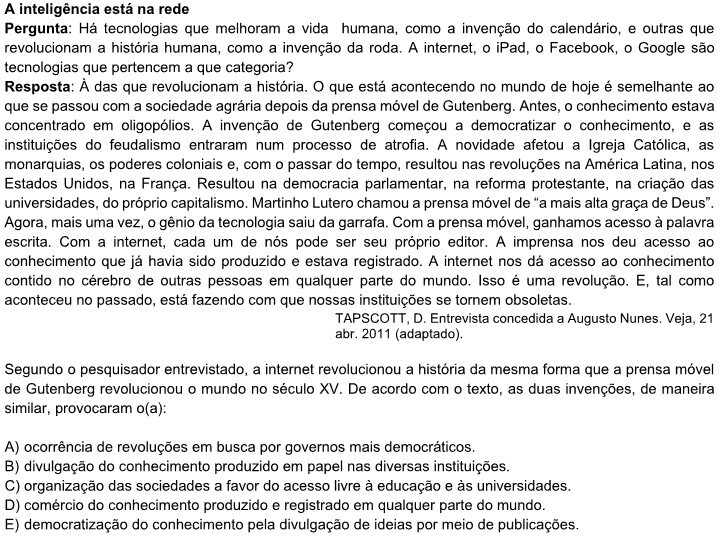 A inteligência está na rede
Pergunta: Há tecnologias que melhoram a vida humana, como a invenção do calendário, e outras que
revolucionam a história humana, como a invenção da roda. A internet, o iPad, o Facebook, o Google são
tecnologias que pertencem a que categoria?
Resposta: À das que revolucionam a história. O que está acontecendo no mundo de hoje é semelhante ao
que se passou com a sociedade agrária depois da prensa móvel de Gutenberg. Antes, o conhecimento estava
concentrado em oligopólios. A invenção de Gutenberg começou a democratizar o conhecimento, e as
instituições do feudalismo entraram num processo de atrofia. A novidade afetou a Igreja Católica, as
monarquias, os poderes coloniais e, com o passar do tempo, resultou nas revoluções na América Latina, nos
Estados Unidos, na França. Resultou na democracia parlamentar, na reforma protestante, na criação das
universidades, do próprio capitalismo. Martinho Lutero chamou a prensa móvel de “a mais alta graça de Deus”.
Agora, mais uma vez, o gênio da tecnologia saiu da garrafa. Com a prensa móvel, ganhamos acesso à palavra
escrita. Com a internet, cada um de nós pode ser seu próprio editor. A imprensa nos deu acesso ao
conhecimento que já havia sido produzido e estava registrado. A internet nos dá acesso ao conhecimento
contido no cérebro de outras pessoas em qualquer parte do mundo. Isso é uma revolução. E, tal como
aconteceu no passado, está fazendo com que nossas instituições se tornem obsoletas.
TAPSCOTT, D. Entrevista concedida a Augusto Nunes. Veja, 21
abr. 2011 (adaptado).
Segundo o pesquisador entrevistado, a internet revolucionou a história da mesma forma que a prensa móvel
de Gutenberg revolucionou o mundo no século XV. De acordo com o texto, as duas invenções, de maneira
similar, provocaram o(a):
A) ocorrência de revoluções em busca por governos mais democráticos.
B) divulgação do conhecimento produzido em papel nas diversas instituições.
C) organização das sociedades a favor do acesso livre à educação e às universidades.
D) comércio do conhecimento produzido e registrado em qualquer parte do mundo.
E) democratização do conhecimento pela divulgação de ideias por meio de publicações.